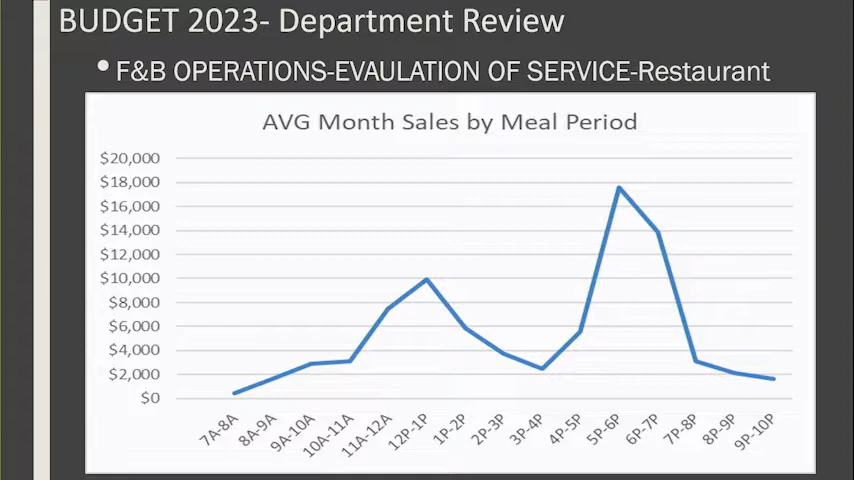 BUDGET 2023- Department Review
• F&B OPERATIONS-EVAULATION OF SERVICE-Restaurant
AVG Month Sales by Meal Period
$20,000
$18,000
$16,000
$14,000
$12,000
$10,000
$8,000
$6,000
$4,000
$2,000
$0
7A-8A
8A-9A
9A-10A
10A-11A
11A-12A
12P-1P
1P-2P
2P-3P
3P-4P
4P-5P
5P-6P
6P-7P
7P-8P
8P-9P
9P-10P